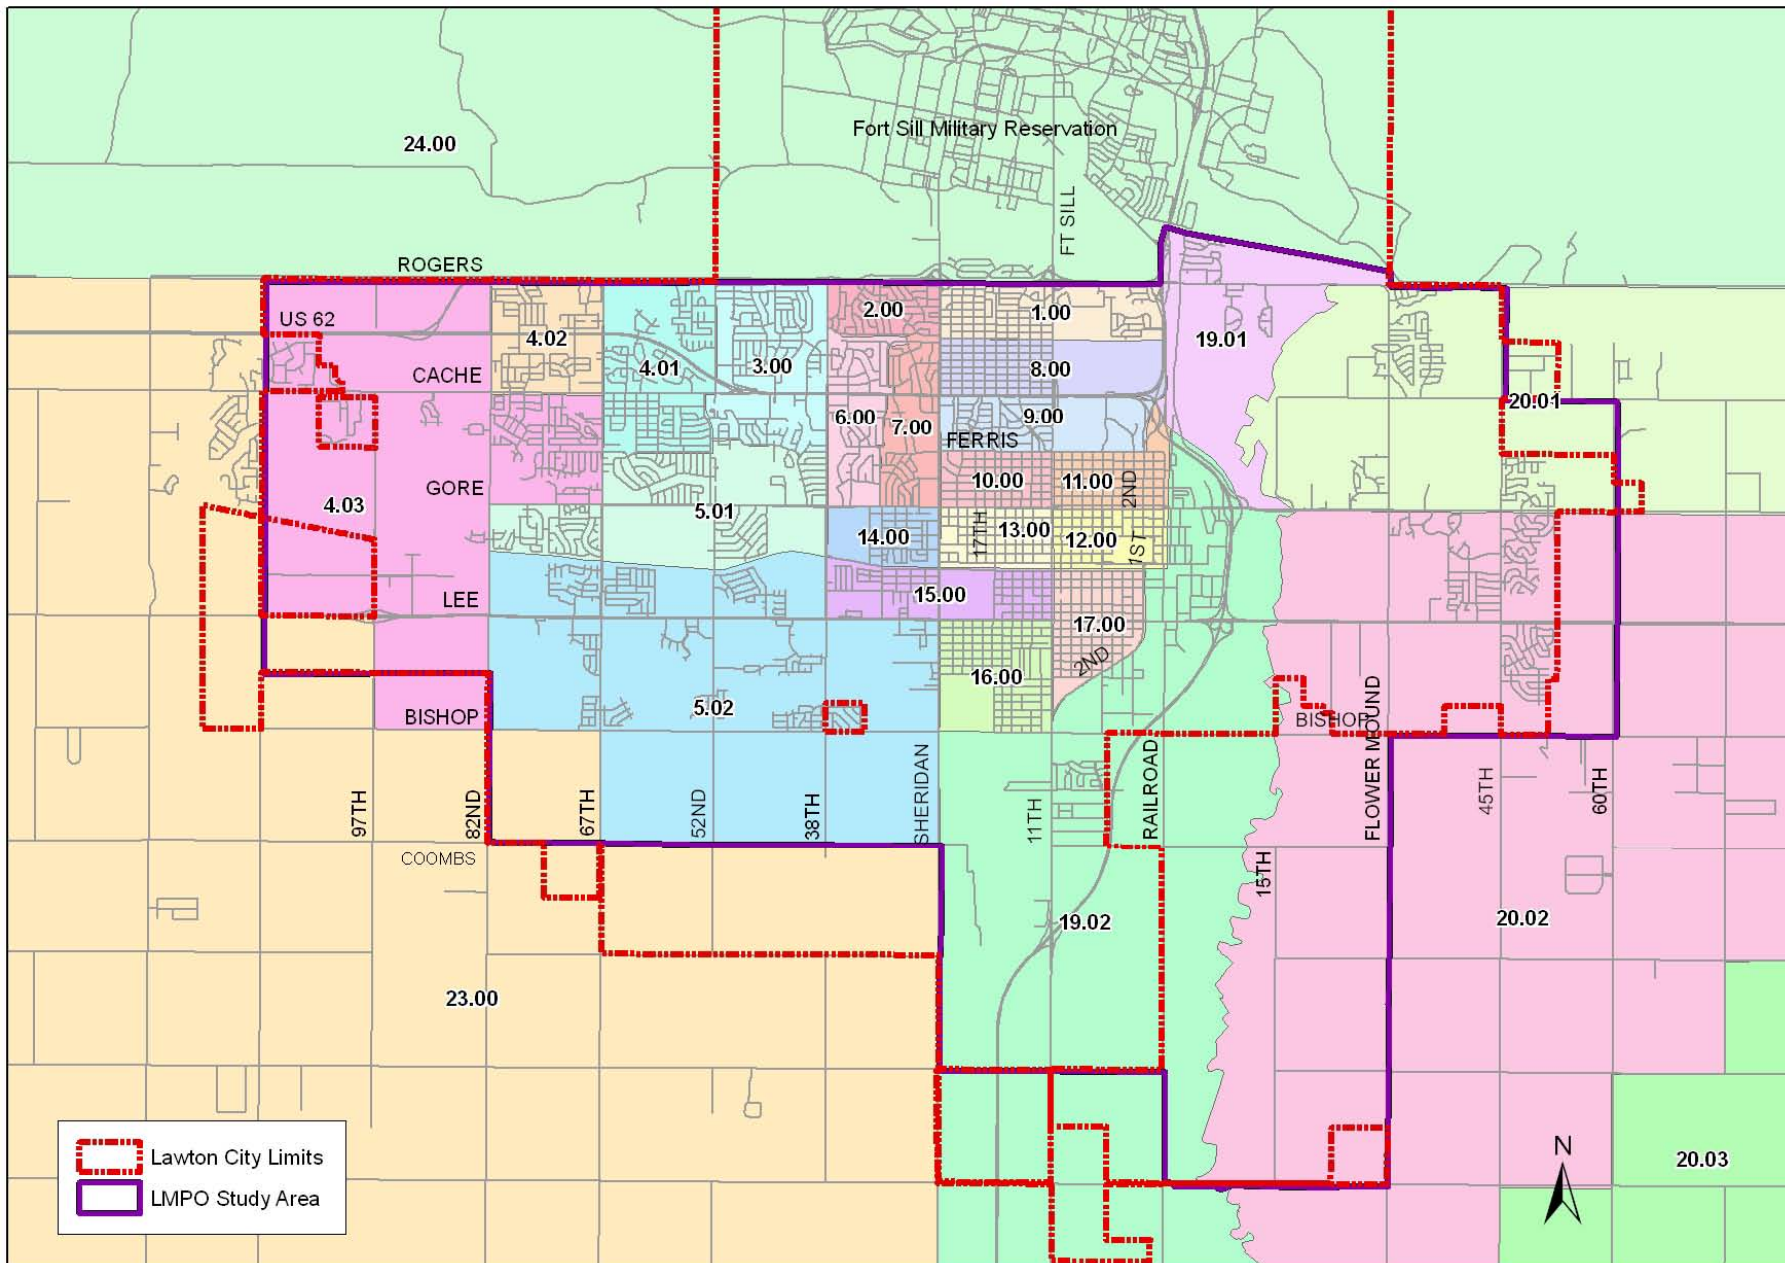 Fort Sill Military Reservation
24.00
FT SILL
ROGERS
US 62
2.00
1.00
4.02
19.01
4.01
3.00
8.00
CACHE
20.01
6.00
9.00
7.00
FERRIS
10.00
11.00
GORE
2ND
4.03
5.01
17TH
13.00
14.00
12.00
1ST
LEE
15.00
17.00
2ND
16.00
5.02
BISHOP
BISHOP
FLOWER MOUND
RAILROAD
SHERIDAN
97TH
82ND
67TH
52ND
38TH
11TH
45TH
60TH
COOMBS
15TH
19.02
20.02
23.00
N
20.03
Lawton City Limits
LMPO Study Area